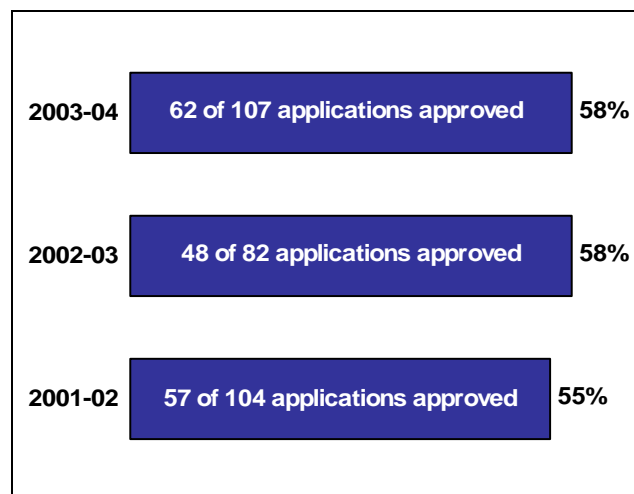 2003-04 62 of 107 applications approved 58%
2002-03 48 of 82 applications approved 58%
2001-02 57 of 104 applications approved 55%